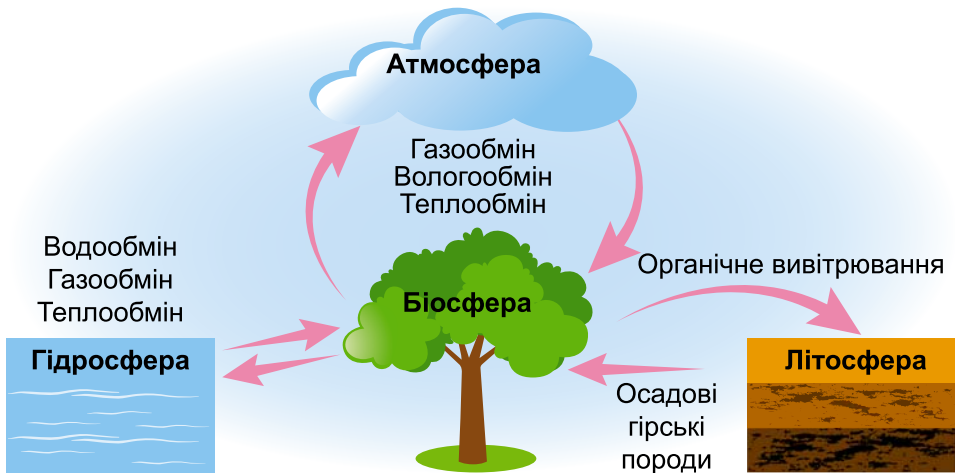 Атмосфера
Газообмін
Вологообмін
Теплообмін
Водообмін
Газообмін
Теплообмін
Гідросфера
Біосфера
Органічне вивітрювання
Літосфера
Осадові
гірські
породи